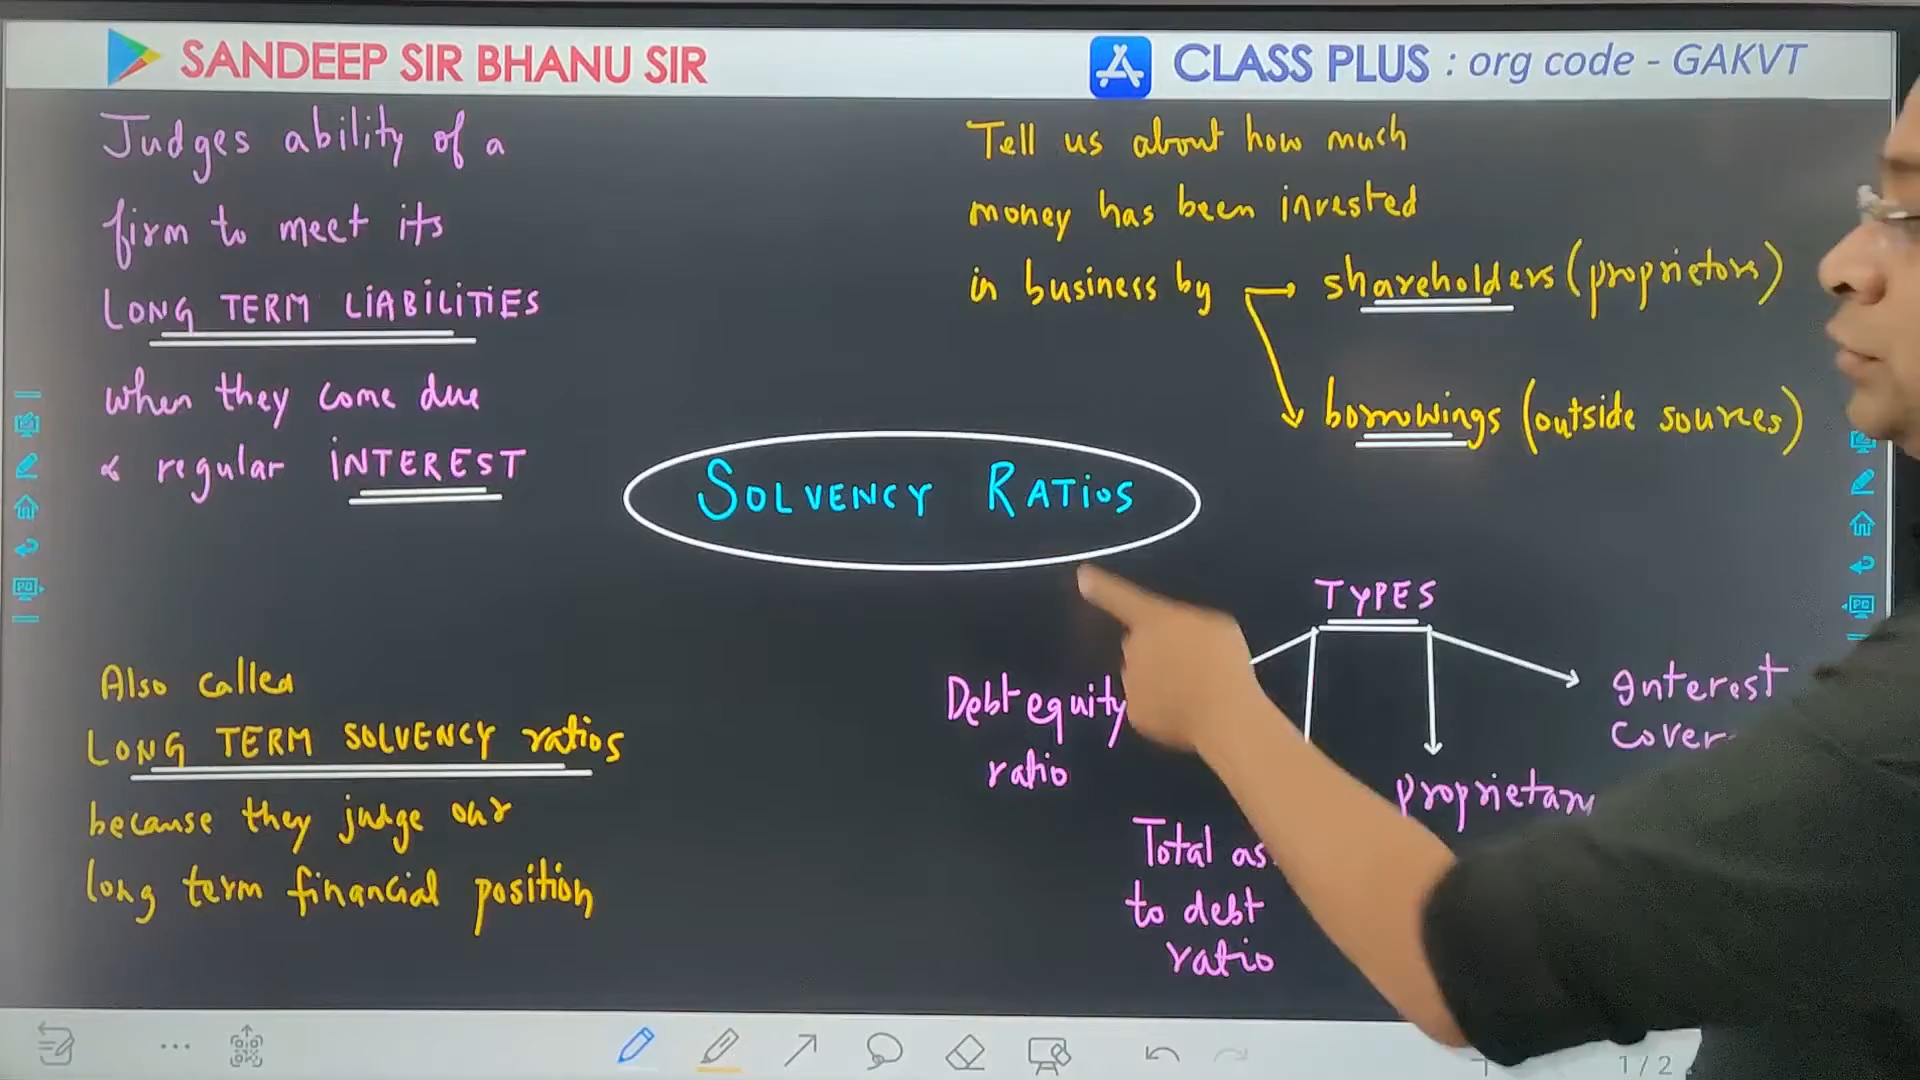 SANDEEP SIR BHANU SIR
CLASS PLUS : org code - GAKVT
Judges ability of a
firm to meet its
LONG TERM LIABILITIES
when they come due
& regular INTEREST
Tell us about how much
money has been invested
in business by → shareholders (proprietors)
borrowings (outside sources)
SOLVENCY RATIOS
Also called
LONG TERM SOLVENCY ratios
because they judge our
long term financial position
TYPES
Debt equity
ratio
Total as
to debt
ratio
Proprietary
Interest
Cover
1 / 2